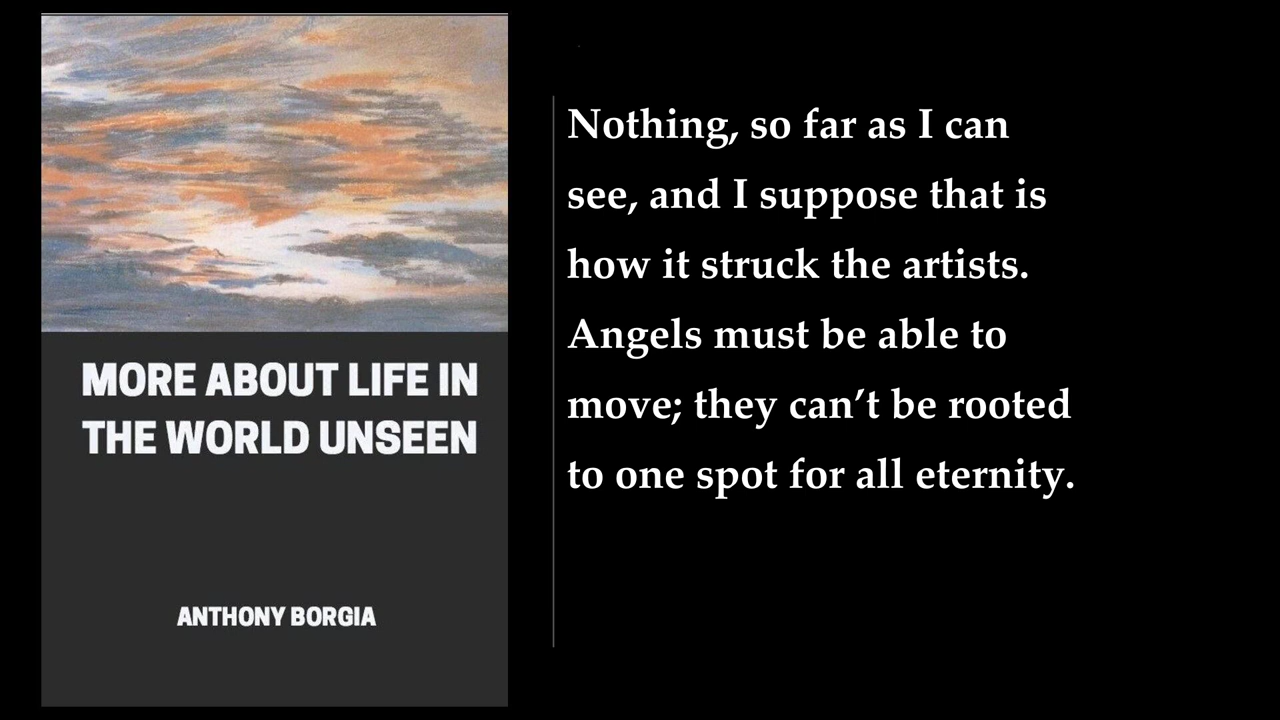 MORE ABOUT LIFE IN
THE WORLD UNSEEN
ANTHONY BORGIA
Nothing, so far as I can
see, and I suppose that is
how it struck the artists.
Angels must be able to
move; they can’t be rooted
to one spot for all eternity.